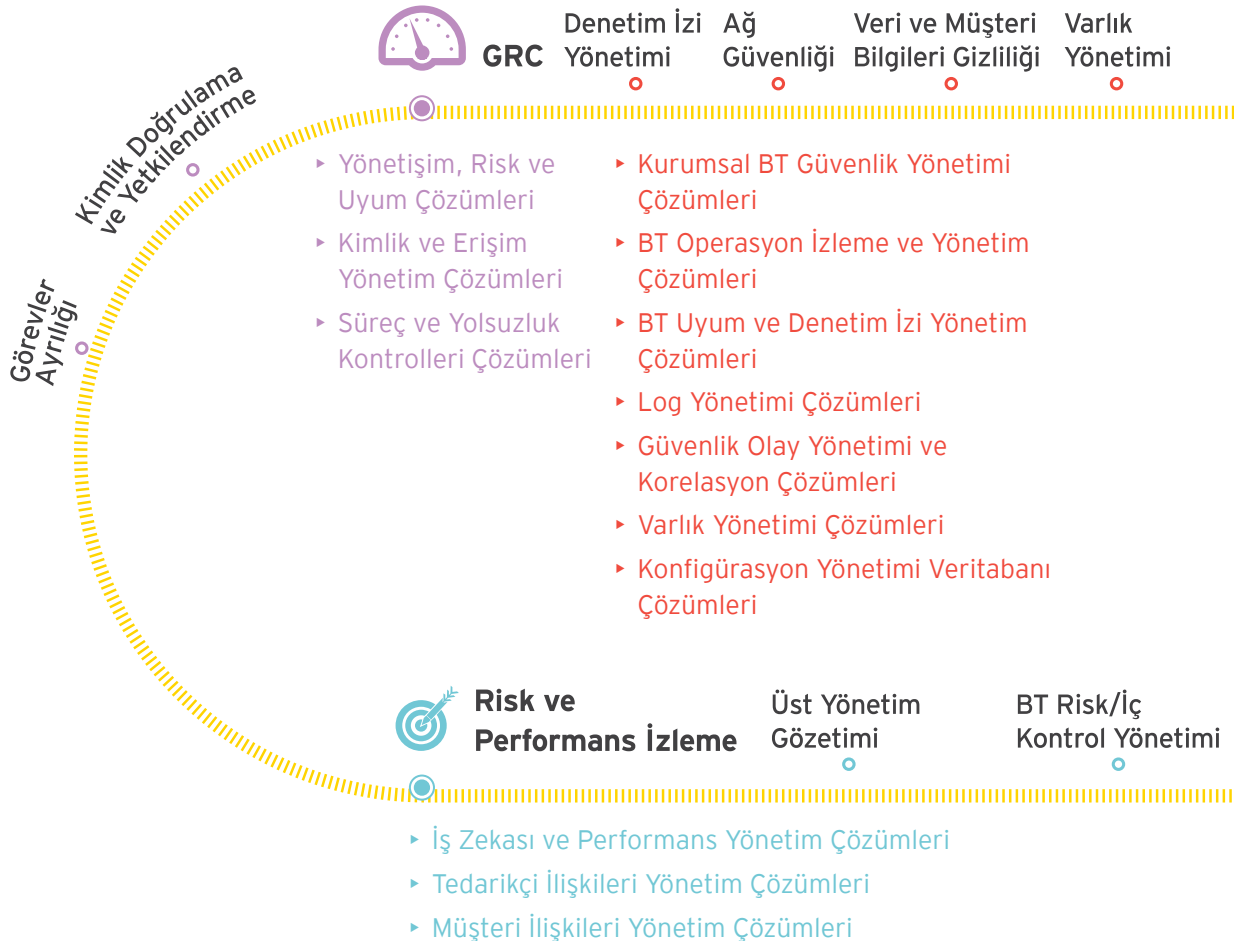 Denetim İzi
Yönetimi
Ağ
Güvenliği
Veri ve Müşteri
Bilgileri Gizliliği
Varlık
Yönetimi
GRC
Kimlik Doğrulama
ve Yetkilendirme
Görevler
Ayrılığı
‣ Yönetişim, Risk ve
Uyum Çözümleri
‣ Kimlik ve Erişim
Yönetim Çözümleri
‣ Süreç ve Yolsuzluk
Kontrolleri Çözümleri
‣ Kurumsal BT Güvenlik Yönetimi
Çözümleri
‣ BT Operasyon İzleme ve Yönetim
Çözümleri
‣ BT Uyum ve Denetim İzi Yönetim
Çözümleri
‣ Log Yönetimi Çözümleri
‣ Güvenlik Olay Yönetimi ve
Korelasyon Çözümleri
‣ Varlık Yönetimi Çözümleri
‣ Konfigürasyon Yönetimi Veritabanı
Çözümleri
Risk ve
Performans İzleme
Üst Yönetim
Gözetimi
BT Risk/İç
Kontrol Yönetimi
‣ İş Zekası ve Performans Yönetim Çözümleri
‣ Tedarikçi İlişkileri Yönetim Çözümleri
‣ Müşteri İlişkileri Yönetim Çözümleri